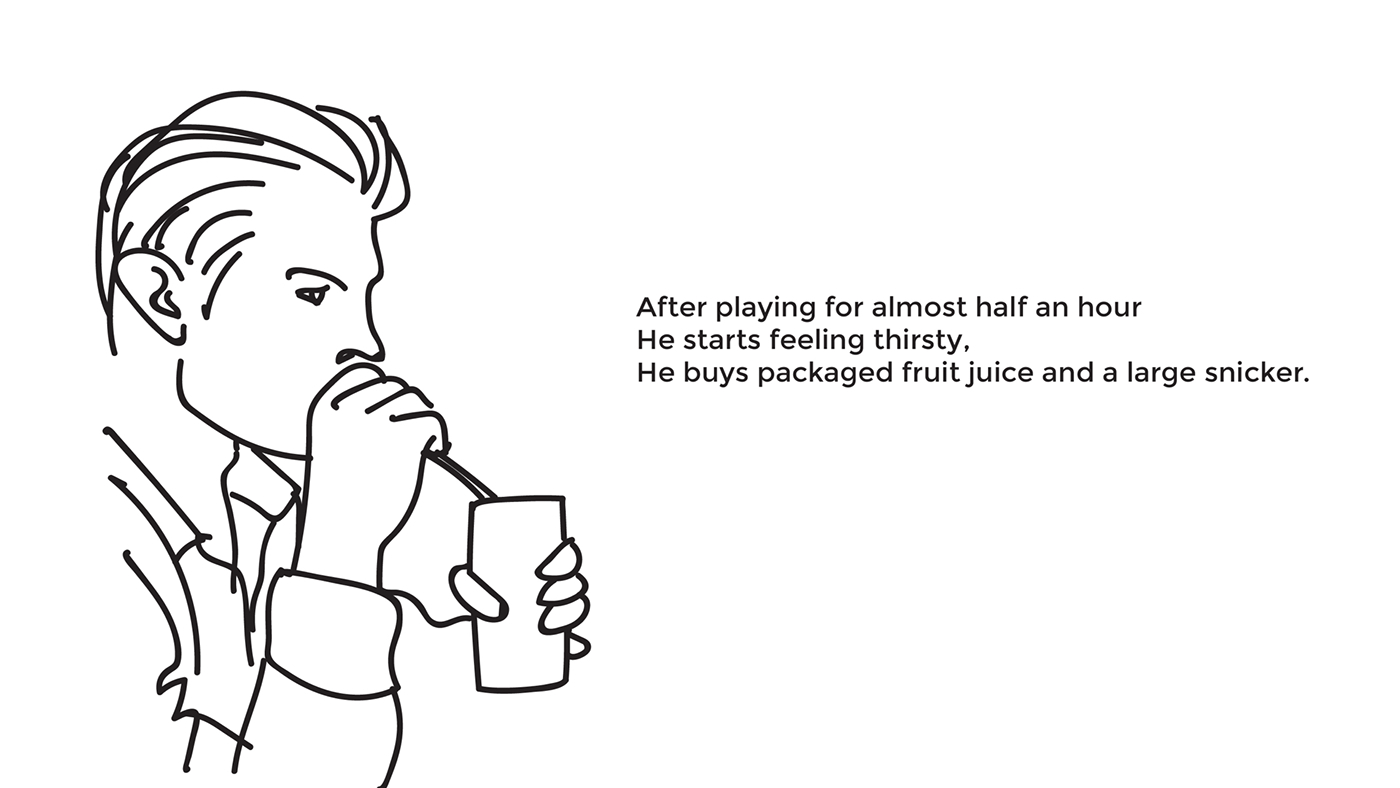 After playing for almost half an hour
He starts feeling thirsty,
He buys packaged fruit juice and a large snicker.